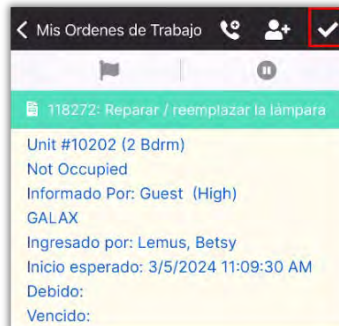 Mis Ordenes de Trabajo
118272: Reparar / reemplazar la lámpara
Unit #10202 (2 Bdrm)
Not Occupied
Informado Por: Guest (High)
GALAX
Ingresado por: Lemus, Betsy
Inicio esperado: 3/5/2024 11:09:30 AM
Debido:
Vencido: